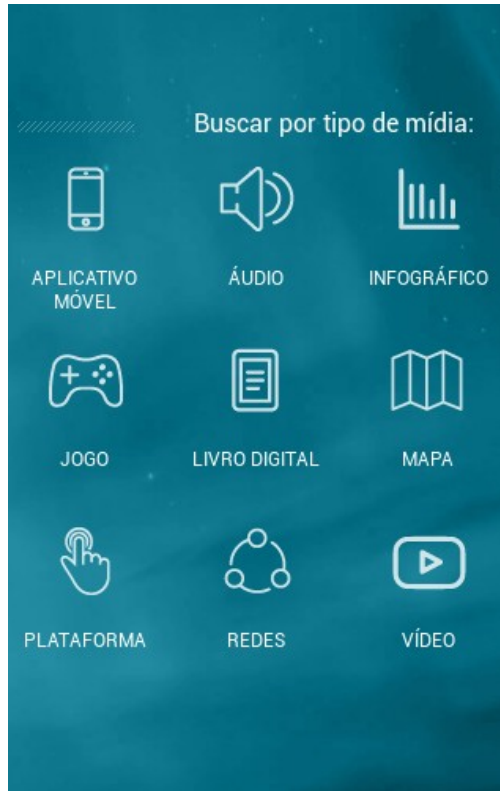 Buscar por tipo de mídia:
APLICATIVO
MÓVEL
ÁUDIO
INFOGRÁFICO
JOGO
LIVRO DIGITAL
MAPA
PLATAFORMA
REDES
VÍDEO